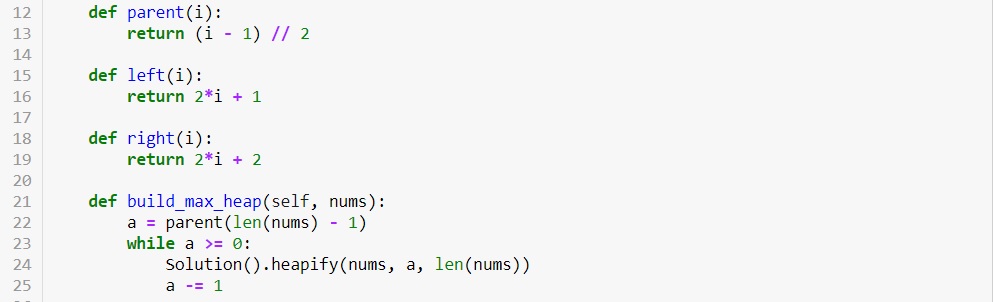 12    def parent(i):
13        return (i - 1) // 2
14
15    def left(i):
16        return 2*i + 1
17
18    def right(i):
19        return 2*i + 2
20
21    def build_max_heap(self, nums):
22        a = parent(len(nums) - 1)
23        while a >= 0:
24            Solution().heapify(nums, a, len(nums))
25            a -= 1